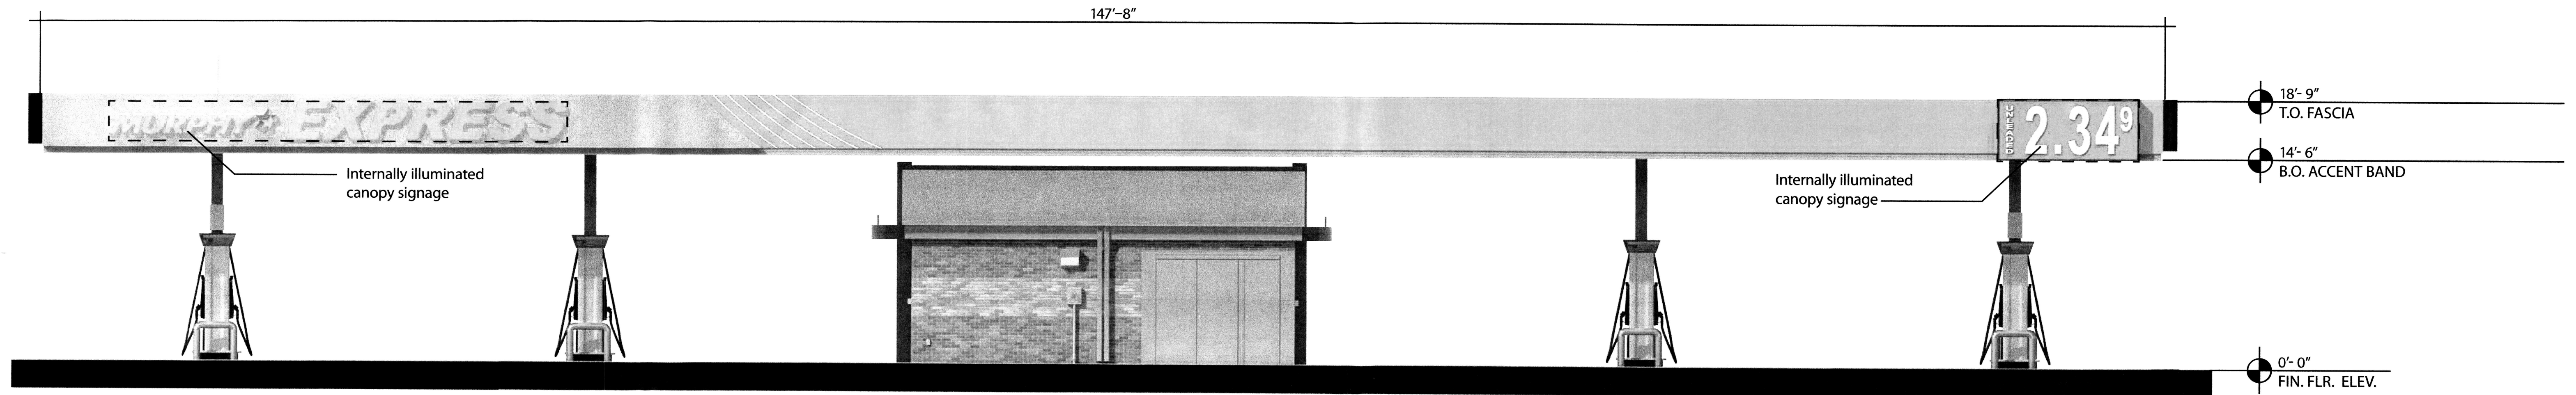 147'–8"
MURPHY EXPRESS
UNLEADED
2.34⁹
18'- 9"
T.O. FASCIA
14'- 6"
B.O. ACCENT BAND
Internally illuminated
canopy signage
Internally illuminated
canopy signage
0'- 0"
FIN. FLR. ELEV.